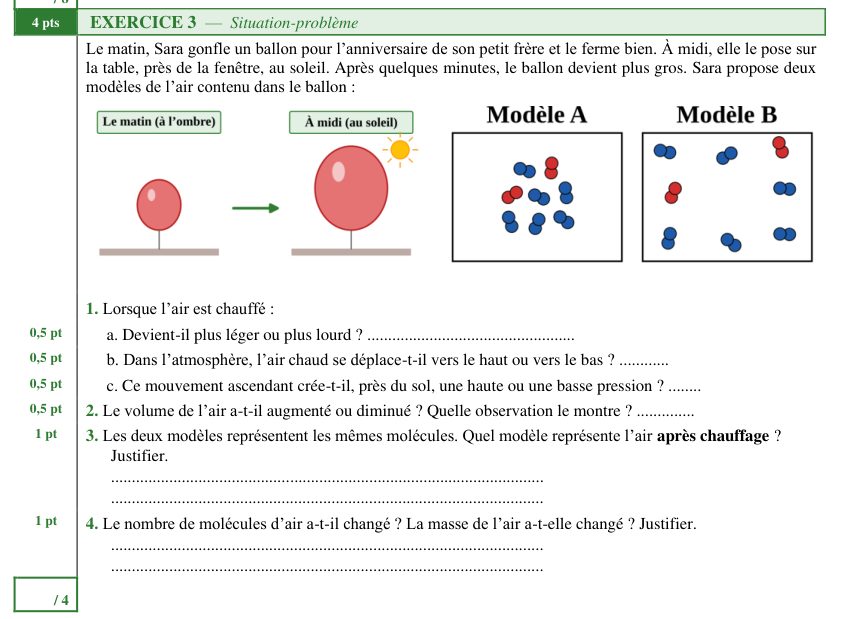 4 pts
EXERCICE 3 — Situation-problème
Le matin, Sara gonfle un ballon pour l'anniversaire de son petit frère et le ferme bien. À midi, elle le pose sur
la table, près de la fenêtre, au soleil. Après quelques minutes, le ballon devient plus gros. Sara propose deux
modèles de l'air contenu dans le ballon :
Le matin (à l'ombre)
À midi (au soleil)
Modèle A
Modèle B
1. Lorsque l'air est chauffé :
0,5 pt
a. Devient-il plus léger ou plus lourd ? ..................................................
0,5 pt
b. Dans l'atmosphère, l'air chaud se déplace-t-il vers le haut ou vers le bas ? ............
0,5 pt
c. Ce mouvement ascendant crée-t-il, près du sol, une haute ou une basse pression ? ........
0,5 pt
2. Le volume de l'air a-t-il augmenté ou diminué ? Quelle observation le montre ? ..............
1 pt
3. Les deux modèles représentent les mêmes molécules. Quel modèle représente l'air après chauffage ?
Justifier.
........................................................................................................
........................................................................................................
1 pt
4. Le nombre de molécules d'air a-t-il changé ? La masse de l'air a-t-elle changé ? Justifier.
........................................................................................................
........................................................................................................
/ 4